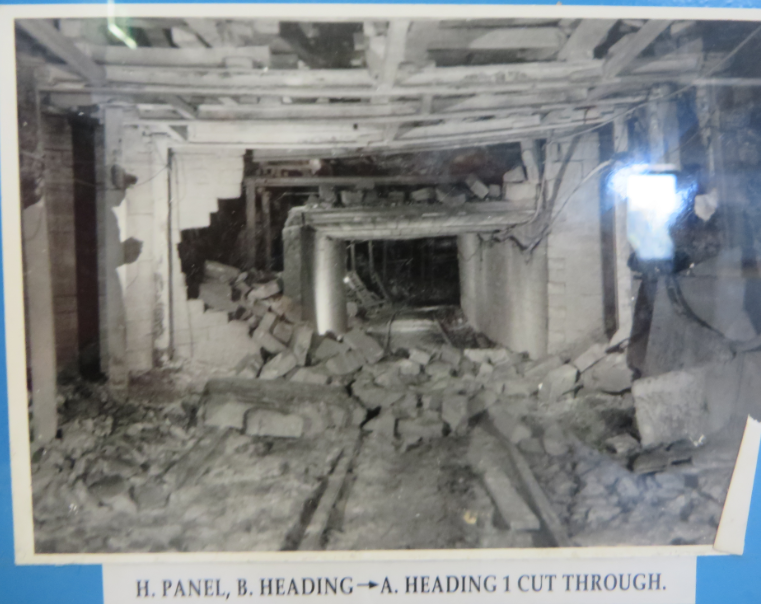 H. PANEL, B. HEADING→A. HEADING 1 CUT THROUGH.